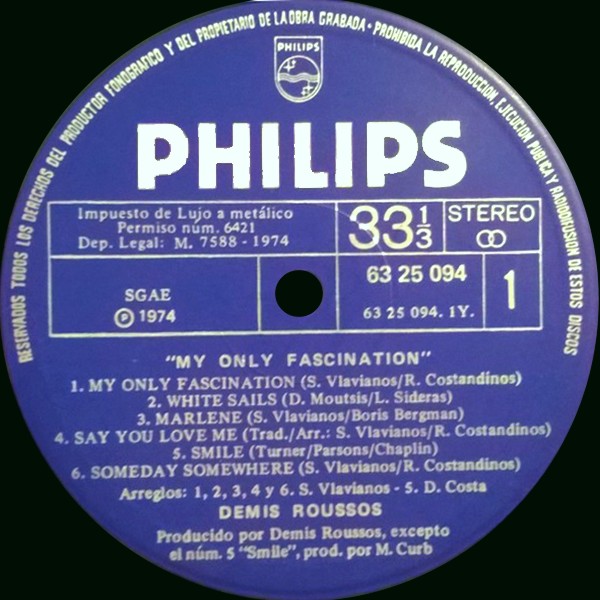 RESERVADOS TODOS LOS DERECHOS DEL PRODUCTOR FONOGRAFICO Y DEL PROPIETARIO DE LA OBRA GRABADA · PROHIBIDA LA REPRODUCCION, EJECUCION PUBLICA Y RADIODIFUSION DE ESTOS DISCOS
PHILIPS
PHILIPS
Impuesto de Lujo a metálico
Permiso núm. 6421
Dep. Legal: M. 7588 - 1974
33 1/3
STEREO
SGAE
℗ 1974
63 25 094
63 25 094. 1Y.
1
"MY ONLY FASCINATION"
1. MY ONLY FASCINATION (S. Vlavianos/R. Costandinos)
2. WHITE SAILS (D. Moutsis/L. Sideras)
3. MARLENE (S. Vlavianos/Boris Bergman)
4. SAY YOU LOVE ME (Trad./Arr.: S. Vlavianos/R. Costandinos)
5. SMILE (Turner/Parsons/Chaplin)
6. SOMEDAY SOMEWHERE (S. Vlavianos/R. Costandinos)
Arreglos: 1, 2, 3, 4 y 6. S. Vlavianos - 5. D. Costa
DEMIS ROUSSOS
Producido por Demis Roussos, excepto
el núm. 5 "Smile", prod. por M. Curb